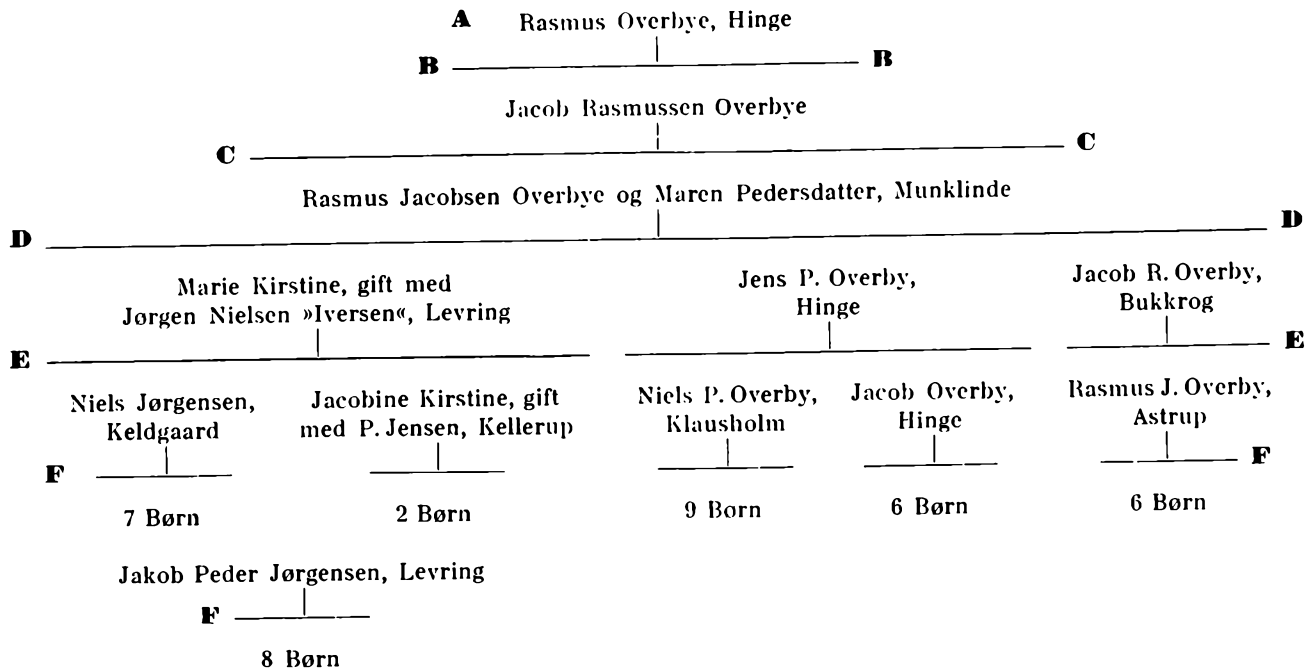 A Rasmus Overbye, Hinge
B B
Jacob Rasmussen Overbye
C C
Rasmus Jacobsen Overbye og Maren Pedersdatter, Munklinde
D D
Marie Kirstine, gift med
Jørgen Nielsen »Iversen«, Levring
Jens P. Overby,
Hinge
Jacob R. Overby,
Bukkrog
E E
Niels Jørgensen,
Keldgaard
Jacobine Kirstine, gift
med P. Jensen, Kellerup
Niels P. Overby,
Klausholm
Jacob Overby,
Hinge
Rasmus J. Overby,
Astrup
F F
7 Børn 2 Børn 9 Børn 6 Børn 6 Børn
Jakob Peder Jørgensen, Levring
F
8 Børn